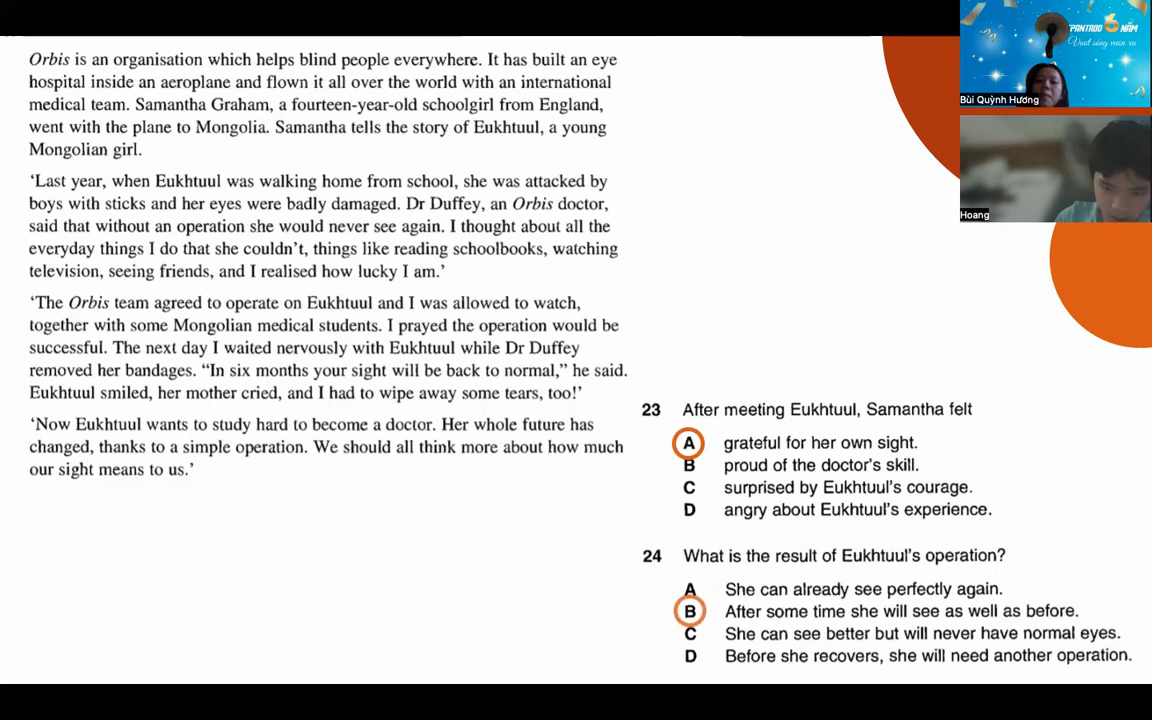 Orbis is an organisation which helps blind people everywhere. It has built an eye
hospital inside an aeroplane and flown it all over the world with an international
medical team. Samantha Graham, a fourteen-year-old schoolgirl from England,
went with the plane to Mongolia. Samantha tells the story of Eukhtuul, a young
Mongolian girl.
‘Last year, when Eukhtuul was walking home from school, she was attacked by
boys with sticks and her eyes were badly damaged. Dr Duffey, an Orbis doctor,
said that without an operation she would never see again. I thought about all the
everyday things I do that she couldn’t, things like reading schoolbooks, watching
television, seeing friends, and I realised how lucky I am.’
‘The Orbis team agreed to operate on Eukhtuul and I was allowed to watch,
together with some Mongolian medical students. I prayed the operation would be
successful. The next day I waited nervously with Eukhtuul while Dr Duffey
removed her bandages. “In six months your sight will be back to normal,” he said.
Eukhtuul smiled, her mother cried, and I had to wipe away some tears, too!’
‘Now Eukhtuul wants to study hard to become a doctor. Her whole future has
changed, thanks to a simple operation. We should all think more about how much
our sight means to us.’
23 After meeting Eukhtuul, Samantha felt
A grateful for her own sight.
B proud of the doctor’s skill.
C surprised by Eukhtuul’s courage.
D angry about Eukhtuul’s experience.
24 What is the result of Eukhtuul’s operation?
A She can already see perfectly again.
B After some time she will see as well as before.
C She can see better but will never have normal eyes.
D Before she recovers, she will need another operation.
PANTADO 6 NĂM
Bùi Quỳnh Hương
Hoang